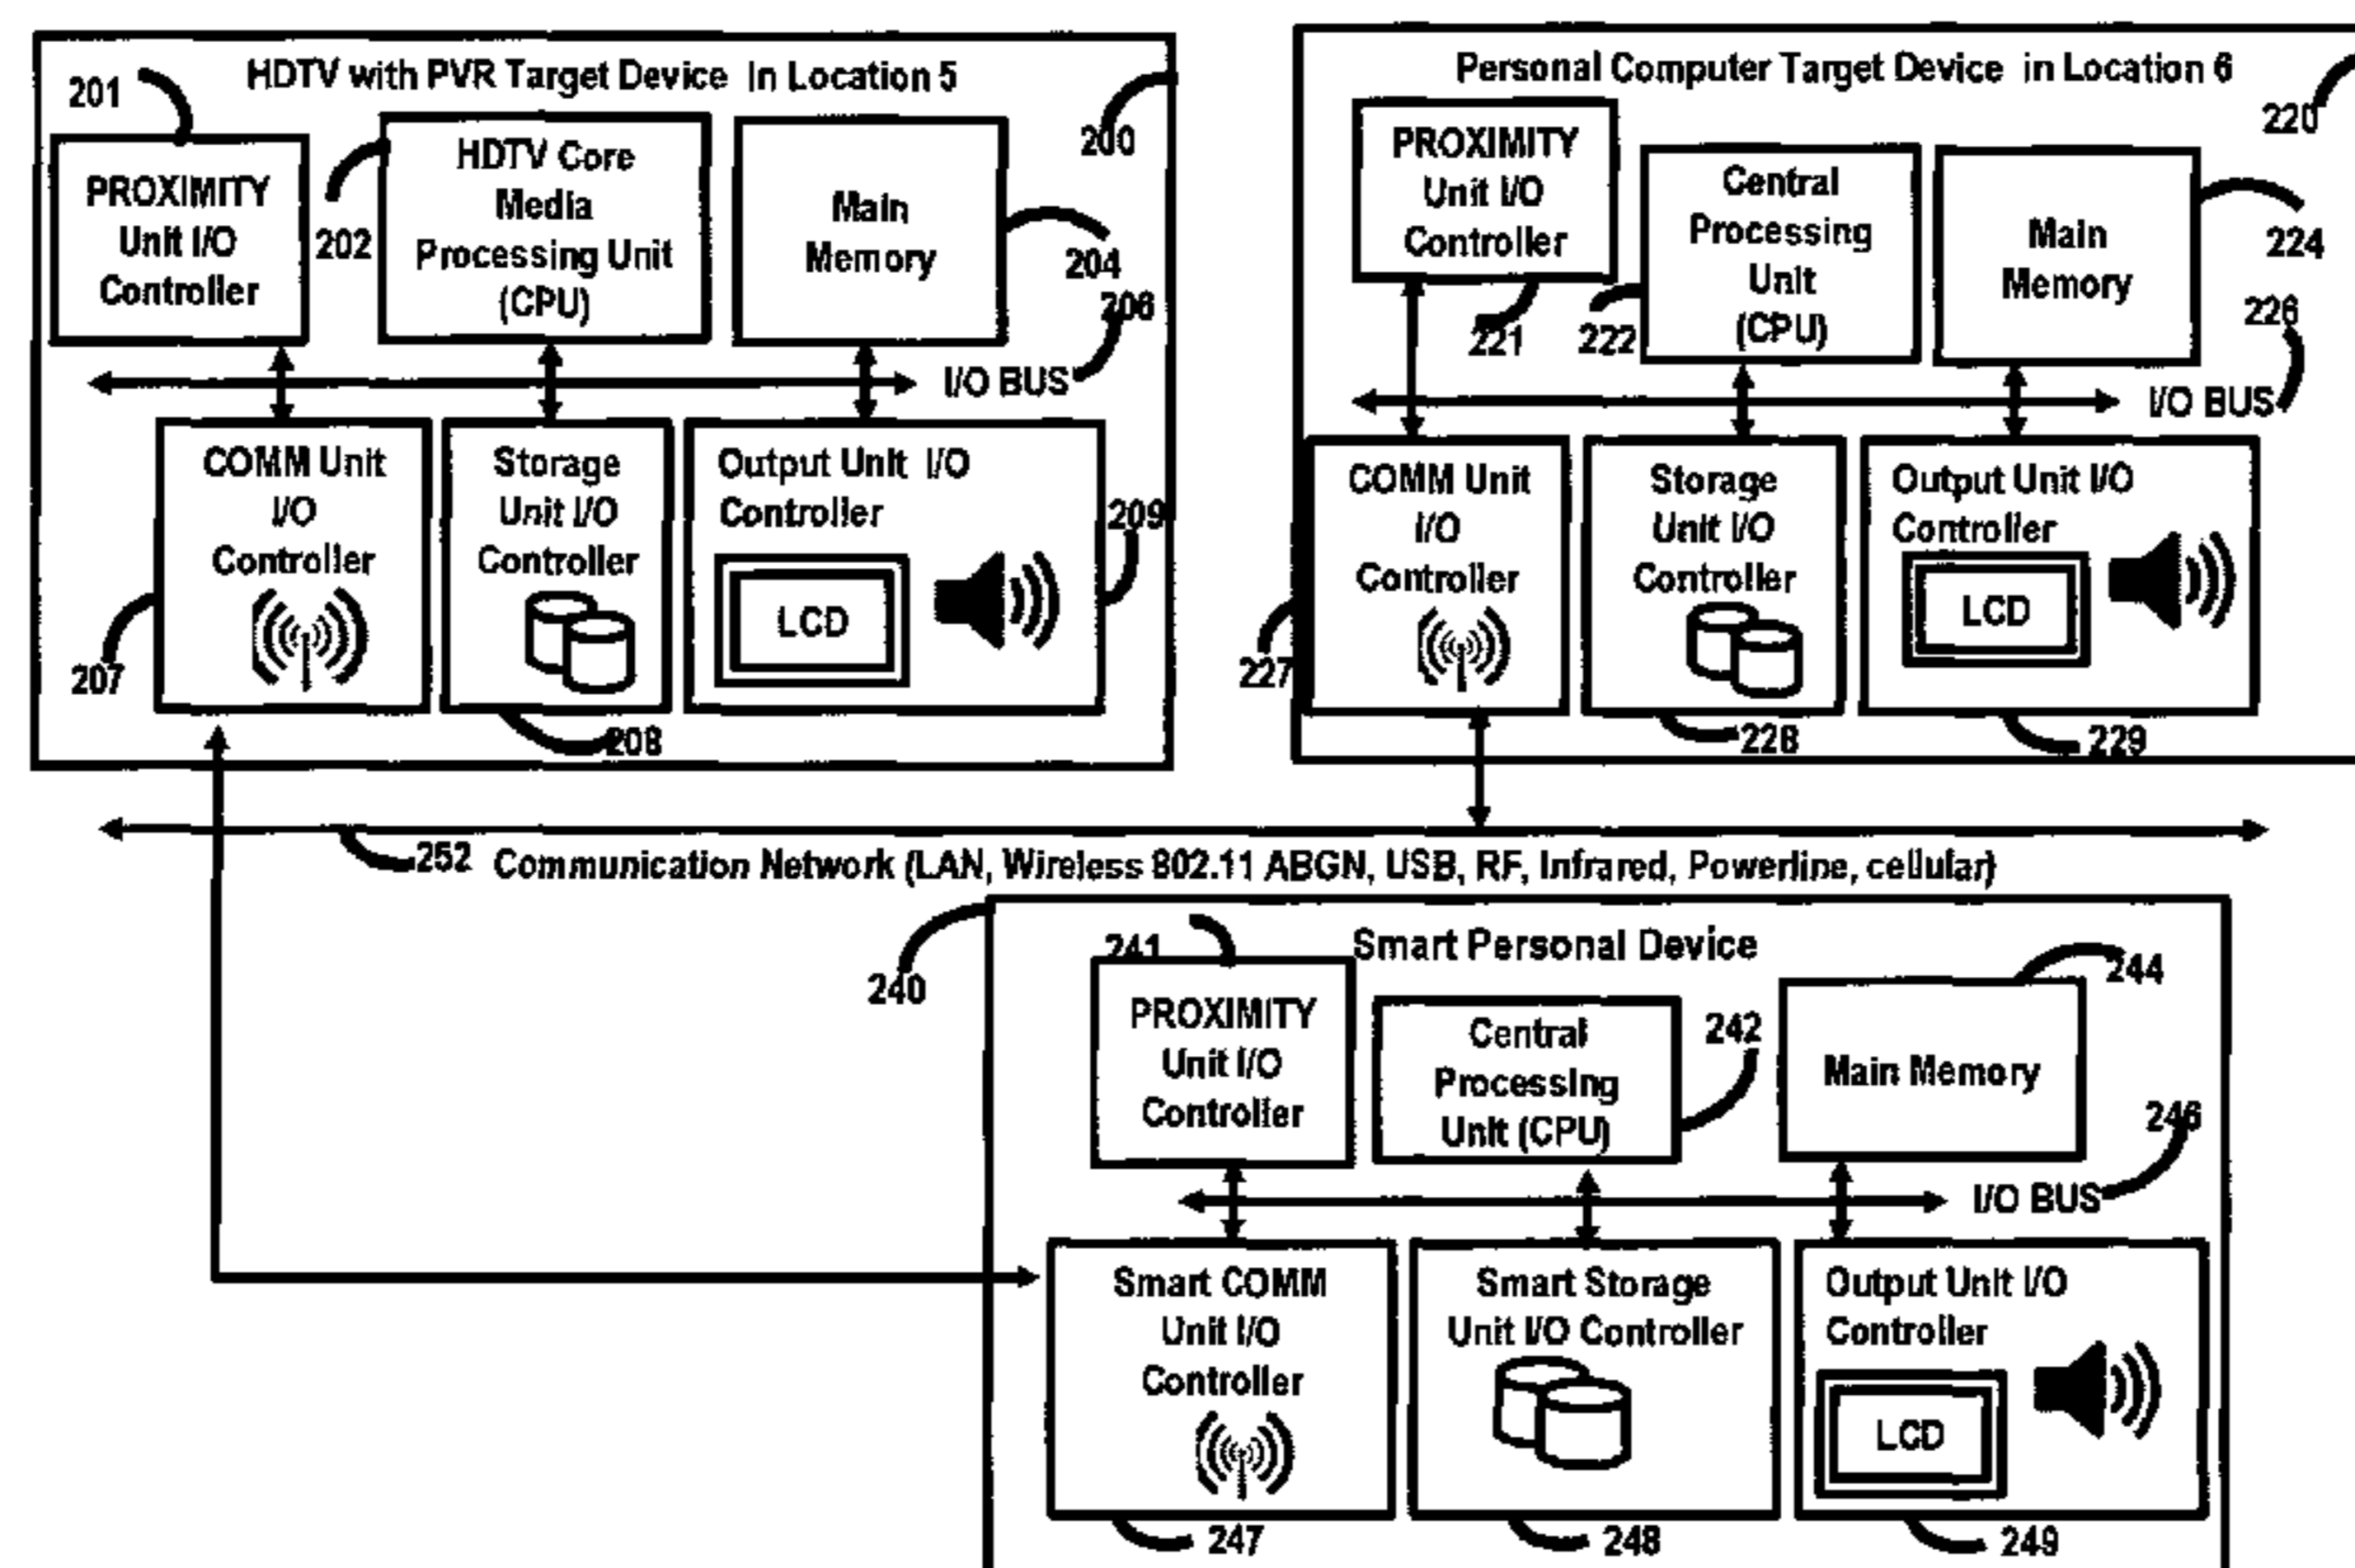 HDTV with PVR Target Device In Location 5
201
200
PROXIMITY
Unit I/O
Controller
202
HDTV Core
Media
Processing Unit
(CPU)
Main
Memory
204
206
I/O BUS
COMM Unit
I/O
Controller
207
Storage
Unit I/O
Controller
208
Output Unit I/O
Controller
LCD
209
Personal Computer Target Device in Location 6
220
PROXIMITY
Unit I/O
Controller
221
222
Central
Processing
Unit
(CPU)
Main
Memory
224
226
I/O BUS
COMM Unit
I/O
Controller
227
Storage
Unit I/O
Controller
228
Output Unit I/O
Controller
LCD
229
252 Communication Network (LAN, Wireless 802.11 ABGN, USB, RF, Infrared, Powerline, cellular)
240
241
Smart Personal Device
PROXIMITY
Unit I/O
Controller
Central
Processing
Unit (CPU)
242
Main Memory
244
246
I/O BUS
Smart COMM
Unit I/O
Controller
247
Smart Storage
Unit I/O Controller
248
Output Unit I/O
Controller
LCD
249